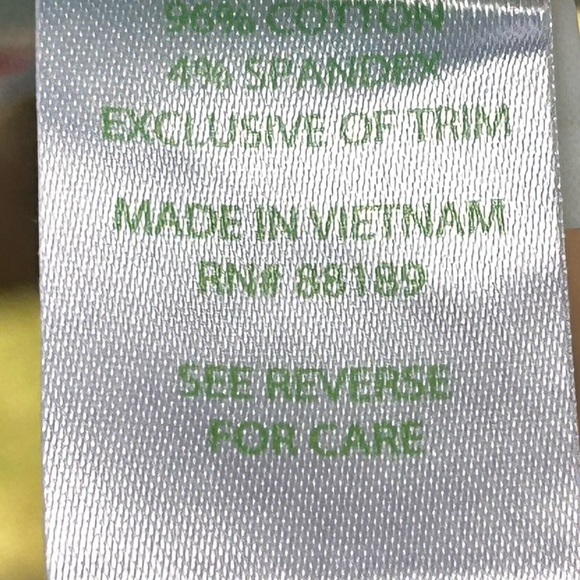 96% COTTON
4% SPANDEX
EXCLUSIVE OF TRIM
MADE IN VIETNAM
RN# 88189
SEE REVERSE
FOR CARE